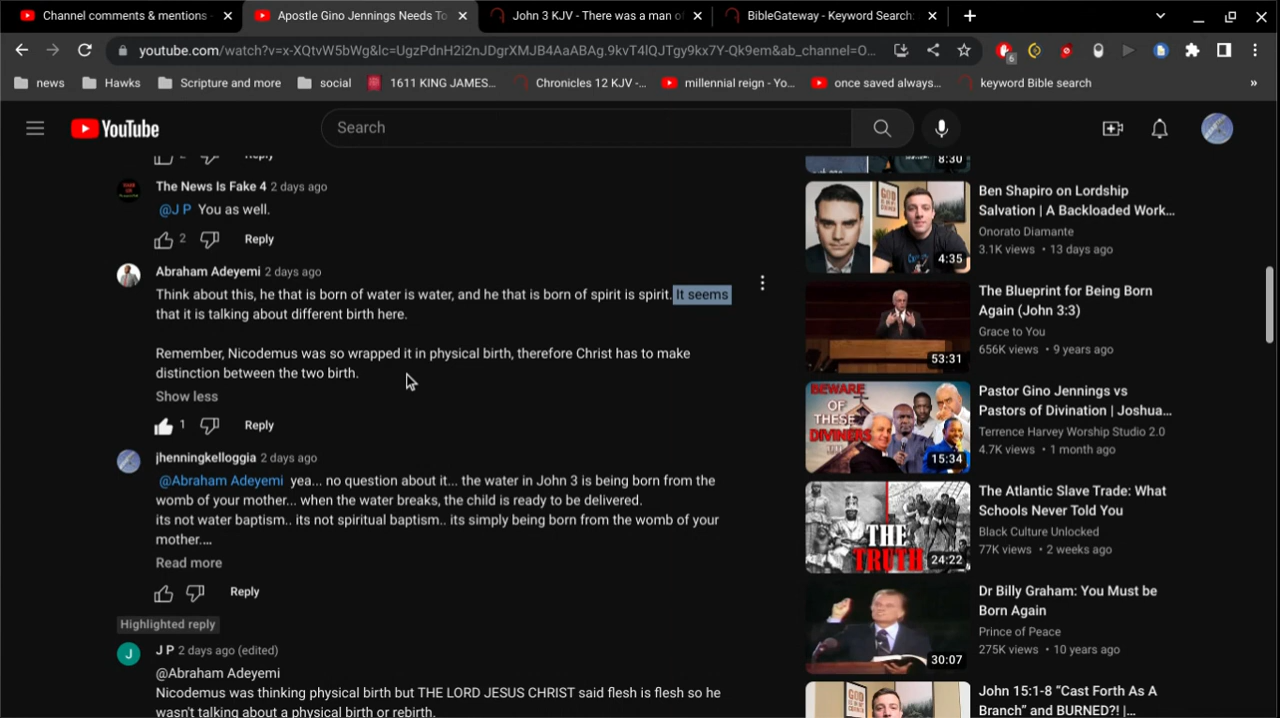 Channel comments & mentions -
Apostle Gino Jennings Needs To
John 3 KJV - There was a man of
BibleGateway - Keyword Search:
youtube.com/watch?v=x-XQtvW5bWg&lc=UgzPdnH2i2nJDgrXMJB4AaABAg.9kvT4lQJTgy9kx7Y-Qk9em&ab_channel=O...
6
news
Hawks
Scripture and more
social
1611 KING JAMES...
Chronicles 12 KJV -...
millennial reign - Yo...
once saved always...
keyword Bible search
»
YouTube
Search
2 Reply
The News Is Fake 4 2 days ago
@J P You as well.
2 Reply
Abraham Adeyemi 2 days ago
Think about this, he that is born of water is water, and he that is born of spirit is spirit. It seems
that it is talking about different birth here.
Remember, Nicodemus was so wrapped it in physical birth, therefore Christ has to make
distinction between the two birth.
Show less
1 Reply
jhenningkelloggia 2 days ago
@Abraham Adeyemi yea... no question about it... the water in John 3 is being born from the
womb of your mother... when the water breaks, the child is ready to be delivered.
its not water baptism.. its not spiritual baptism.. its simply being born from the womb of your
mother....
Read more
Reply
Highlighted reply
J
J P 2 days ago (edited)
@Abraham Adeyemi
Nicodemus was thinking physical birth but THE LORD JESUS CHRIST said flesh is flesh so he
wasn't talking about a physical birth or rebirth.
8:30
Ben Shapiro on Lordship
Salvation | A Backloaded Work...
Onorato Diamante
3.1K views • 13 days ago
4:35
The Blueprint for Being Born
Again (John 3:3)
Grace to You
656K views • 9 years ago
53:31
BEWARE
OF
THESE
DIVINERS
15:34
Pastor Gino Jennings vs
Pastors of Divination | Joshua...
Terrence Harvey Worship Studio 2.0
4.7K views • 1 month ago
THE
TRUTH
24:22
The Atlantic Slave Trade: What
Schools Never Told You
Black Culture Unlocked
77K views • 2 weeks ago
30:07
Dr Billy Graham: You Must be
Born Again
Prince of Peace
275K views • 10 years ago
John 15:1-8 “Cast Forth As A
Branch” and BURNED?! |...